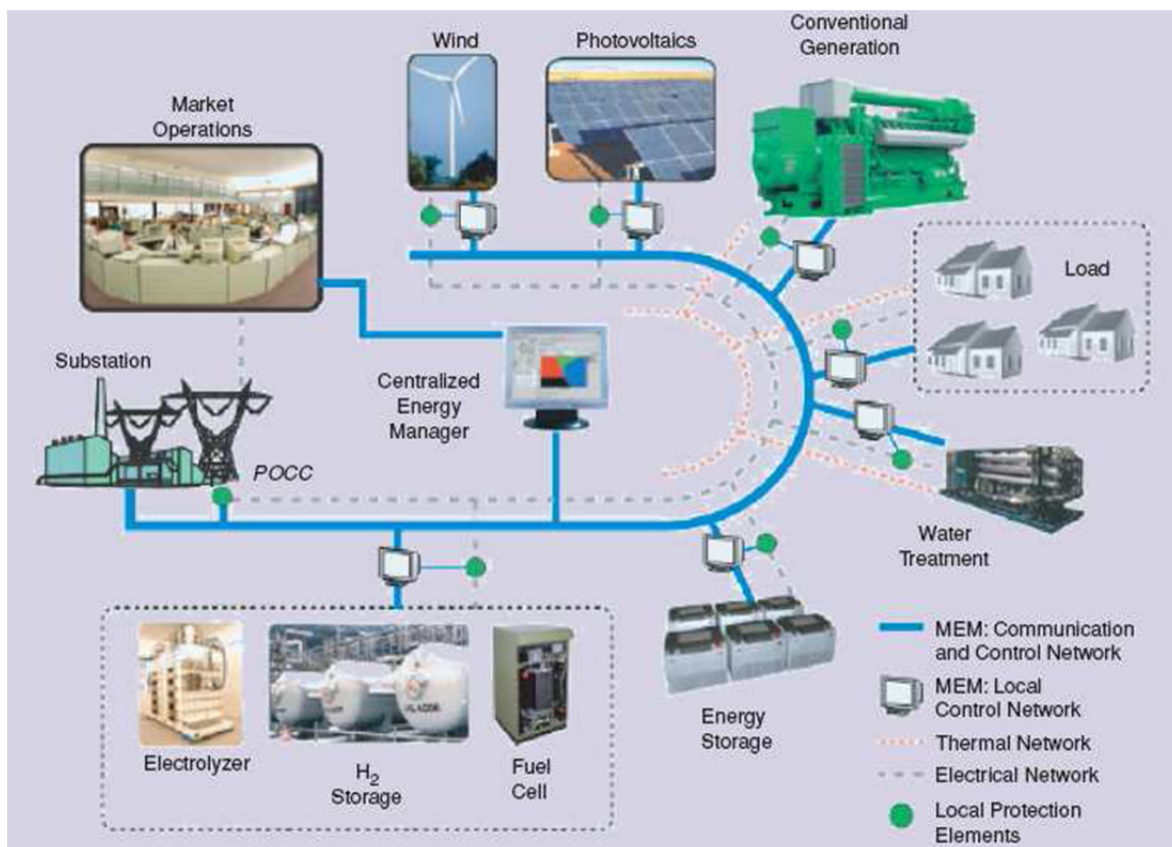 Wind
Photovoltaics
Conventional
Generation
Market
Operations
Load
Substation
Centralized
Energy
Manager
POCC
Water
Treatment
Electrolyzer
H2
Storage
Fuel
Cell
Energy
Storage
MEM: Communication
and Control Network
MEM: Local
Control Network
Thermal Network
Electrical Network
Local Protection
Elements